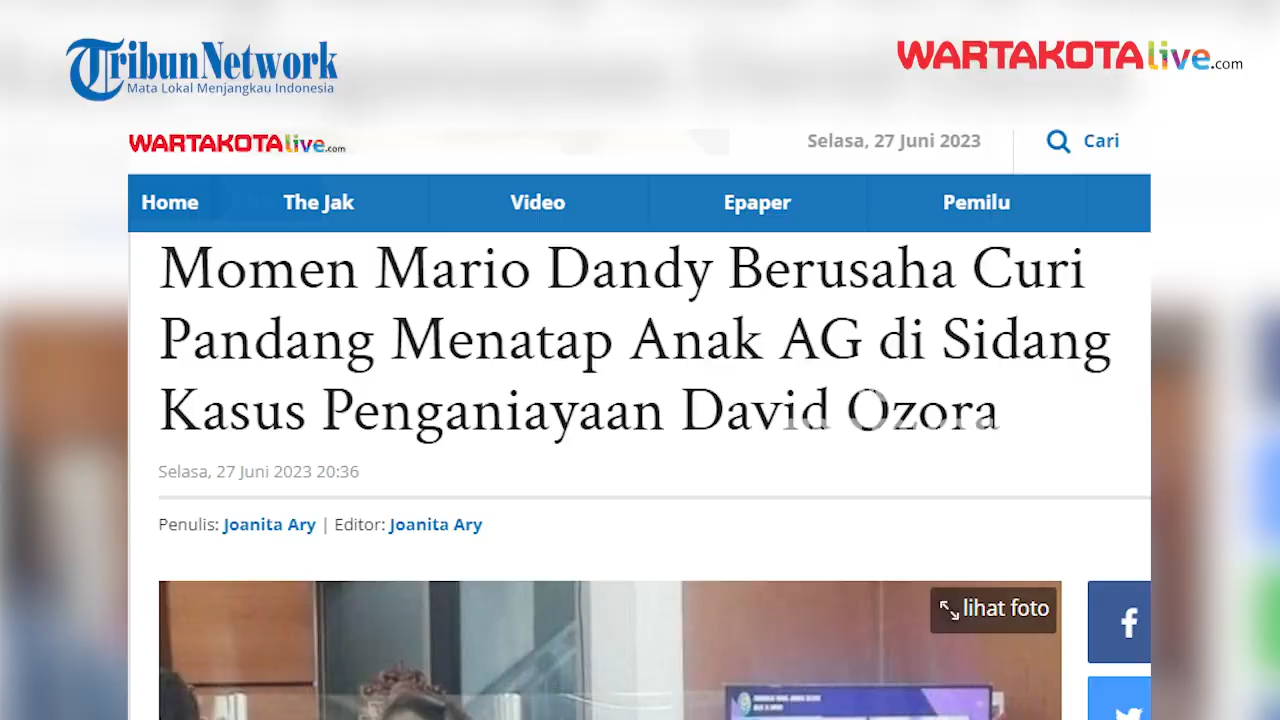 TribunNetwork
Mata Lokal Menjangkau Indonesia
WARTAKOTAlive.com
WARTAKOTAlive.com
Selasa, 27 Juni 2023
Cari
Home
The Jak
Video
Epaper
Pemilu
Momen Mario Dandy Berusaha Curi
Pandang Menatap Anak AG di Sidang
Kasus Penganiayaan David Ozora
Selasa, 27 Juni 2023 20:36
Penulis: Joanita Ary | Editor: Joanita Ary
lihat foto